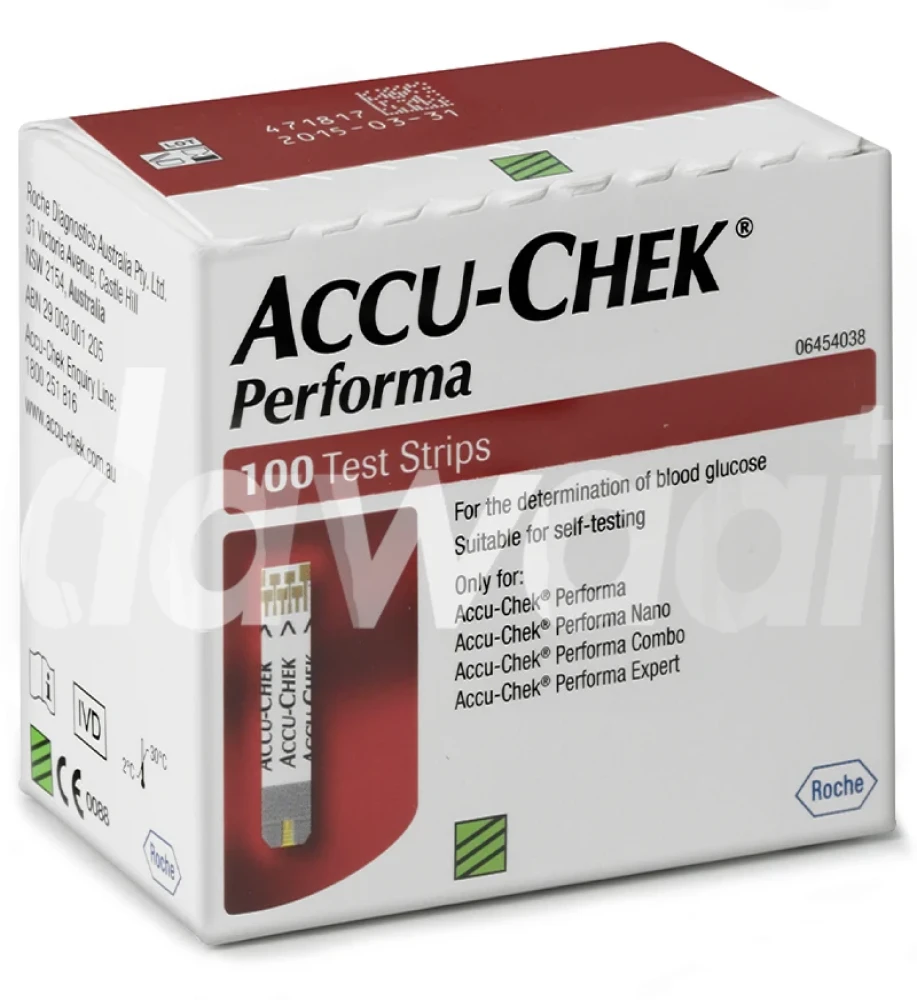 LOT
471817
2015-03-31
Roche Diagnostics Australia Pty. Ltd.
31 Victoria Avenue, Castle Hill
NSW 2154, Australia
ABN 29 003 001 205
Accu-Chek Enquiry Line:
1800 251 816
www.accu-chek.com.au
ACCU-CHEK®
Performa
06454038
100 Test Strips
For the determination of blood glucose
Suitable for self-testing
Only for:
Accu-Chek® Performa
Accu-Chek® Performa Nano
Accu-Chek® Performa Combo
Accu-Chek® Performa Expert
ACCU-CHEK >
ACCU-CHEK >
ACCU-CHEK
i
IVD
2°C
30°C
CE 0088
Roche
Roche
dawaai